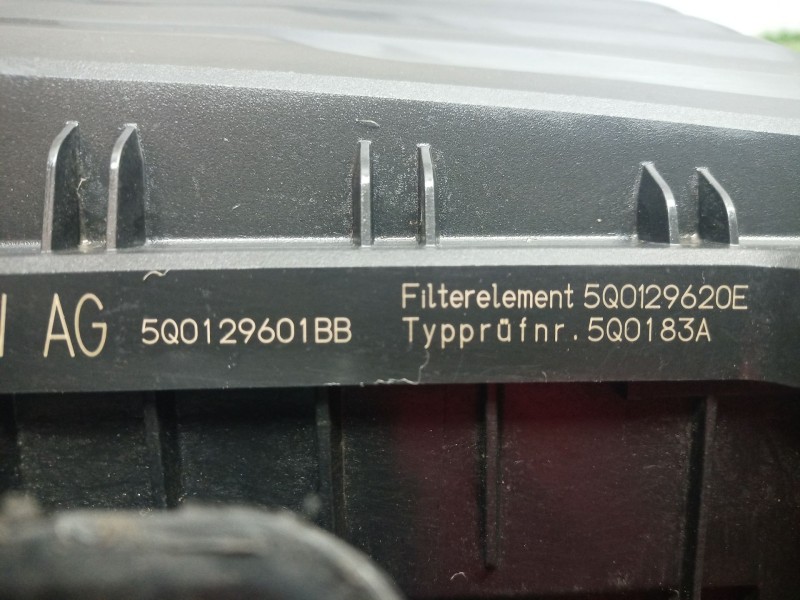 AG 5Q0129601BB
Filterelement 5Q0129620E
Typprüfnr. 5Q0183A